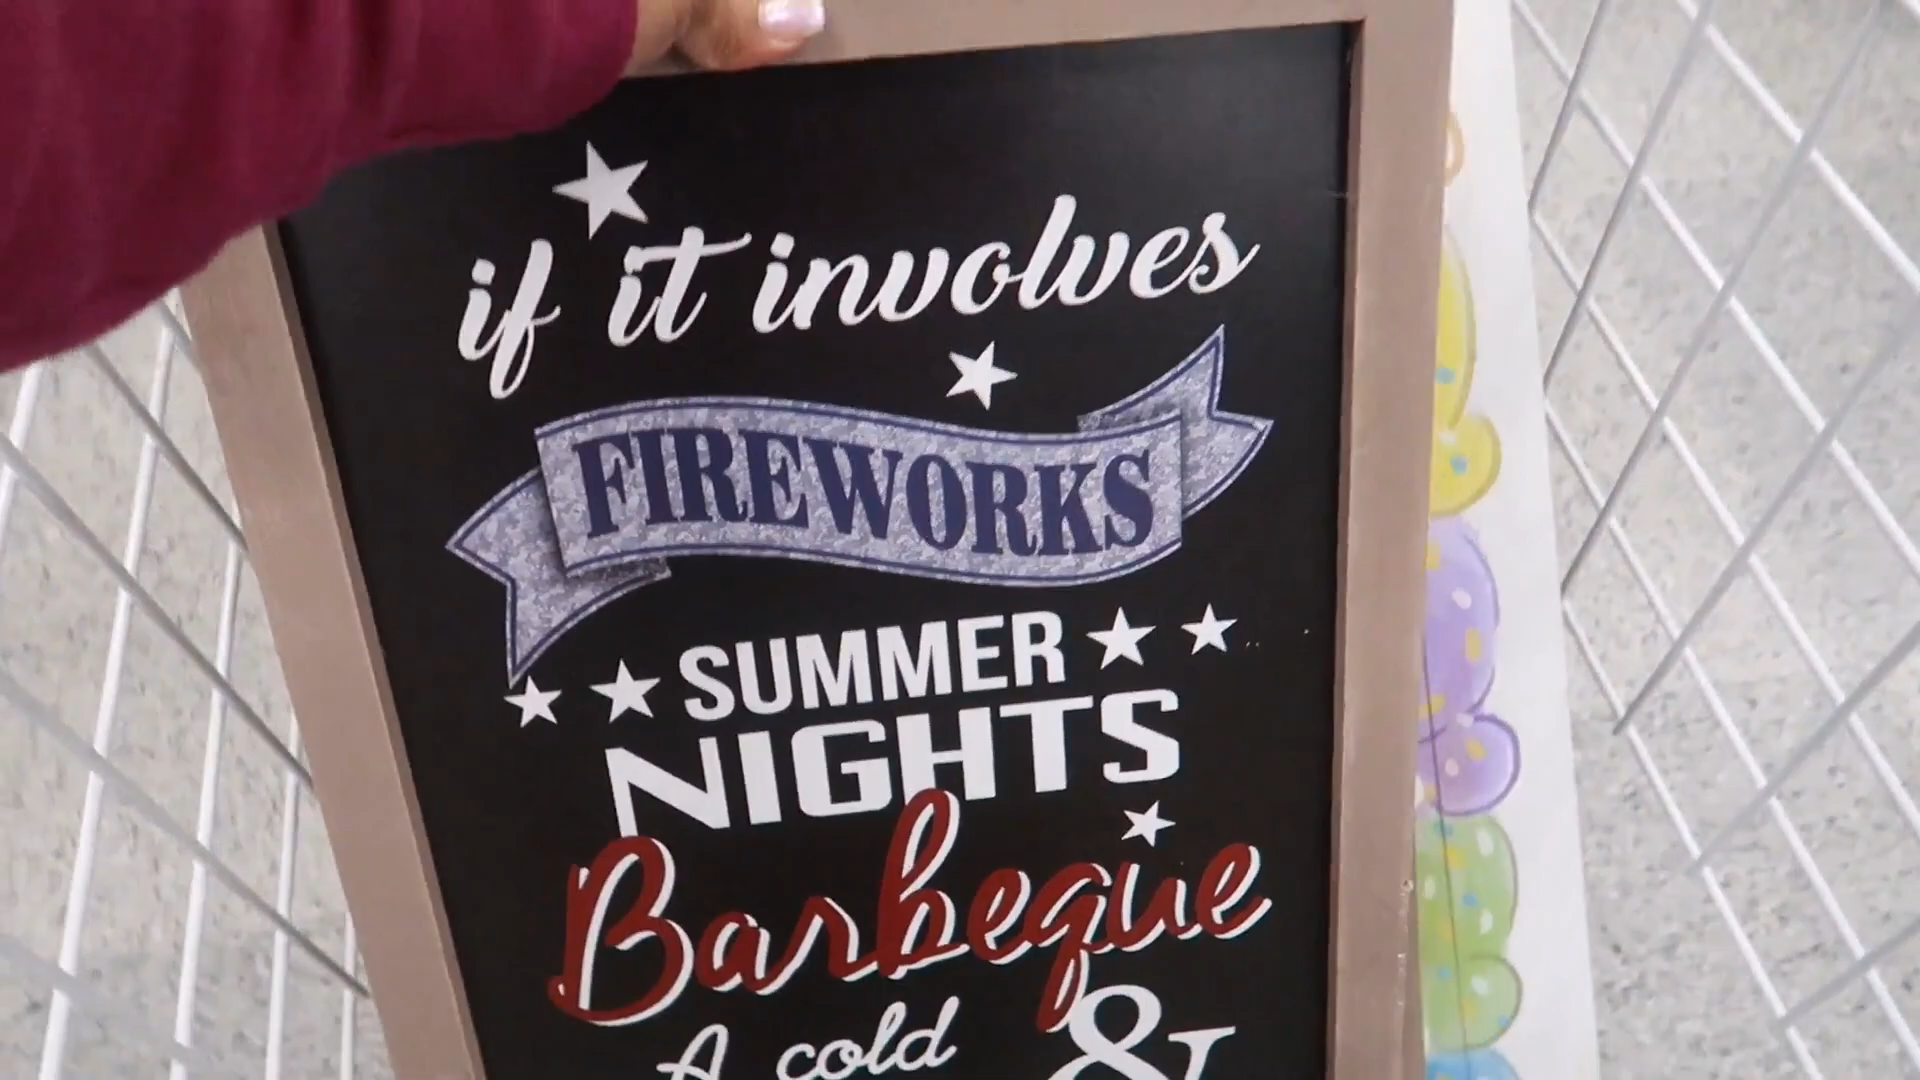 if it involves
FIREWORKS
SUMMER
NIGHTS
Barbeque
&
A cold